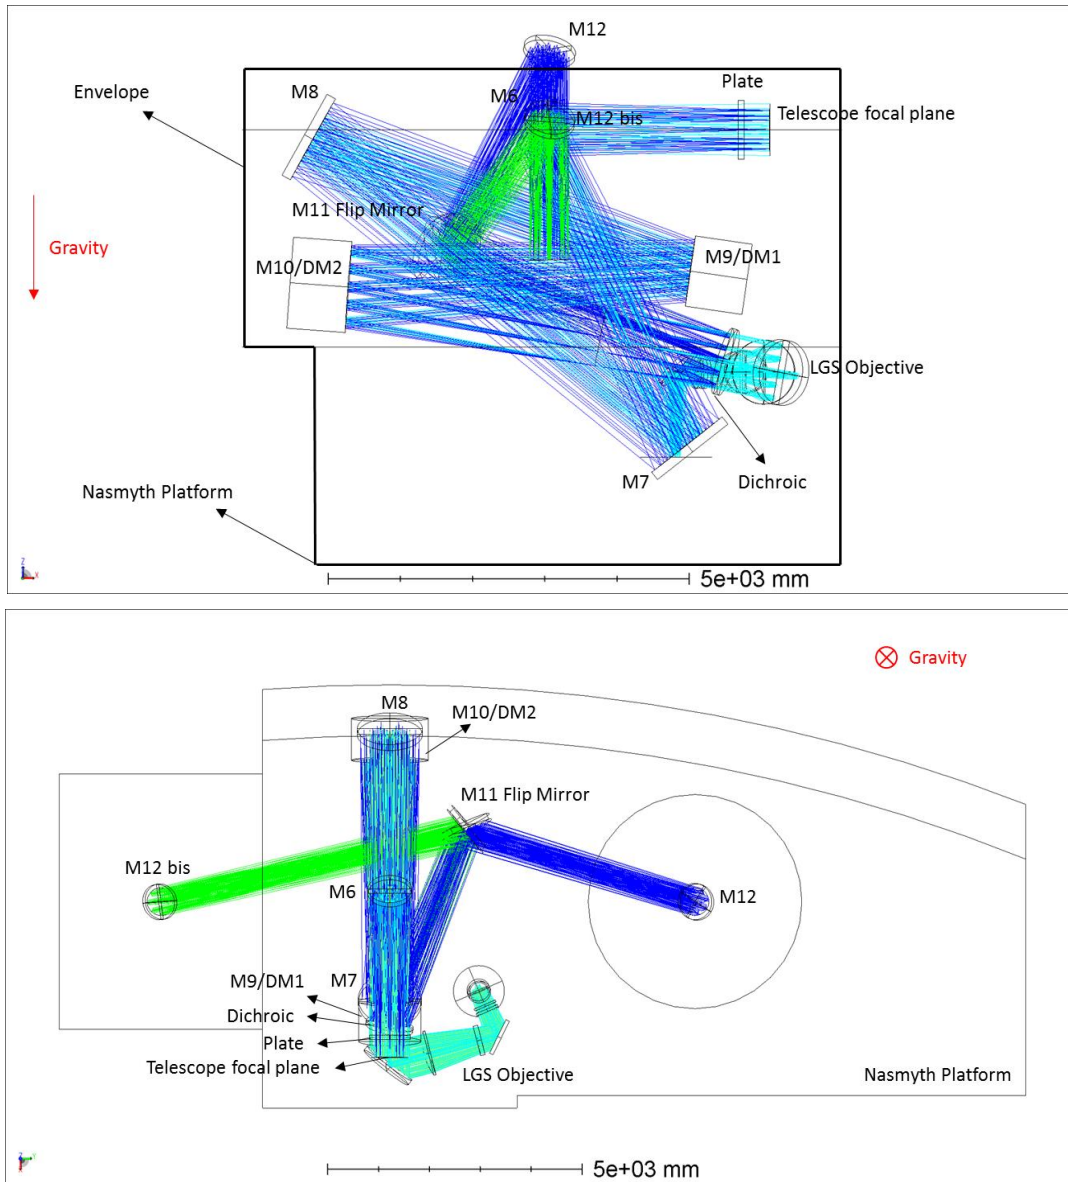 M12
Plate
Envelope
M8
M6
Telescope focal plane
M12 bis
M11 Flip Mirror
Gravity
M10/DM2
M9/DM1
LGS Objective
M7
Dichroic
Nasmyth Platform
Z
X
5e+03 mm
Gravity
M8
M10/DM2
M11 Flip Mirror
M12 bis
M6
M12
M9/DM1
M7
Dichroic
Plate
Telescope focal plane
LGS Objective
Nasmyth Platform
5e+03 mm